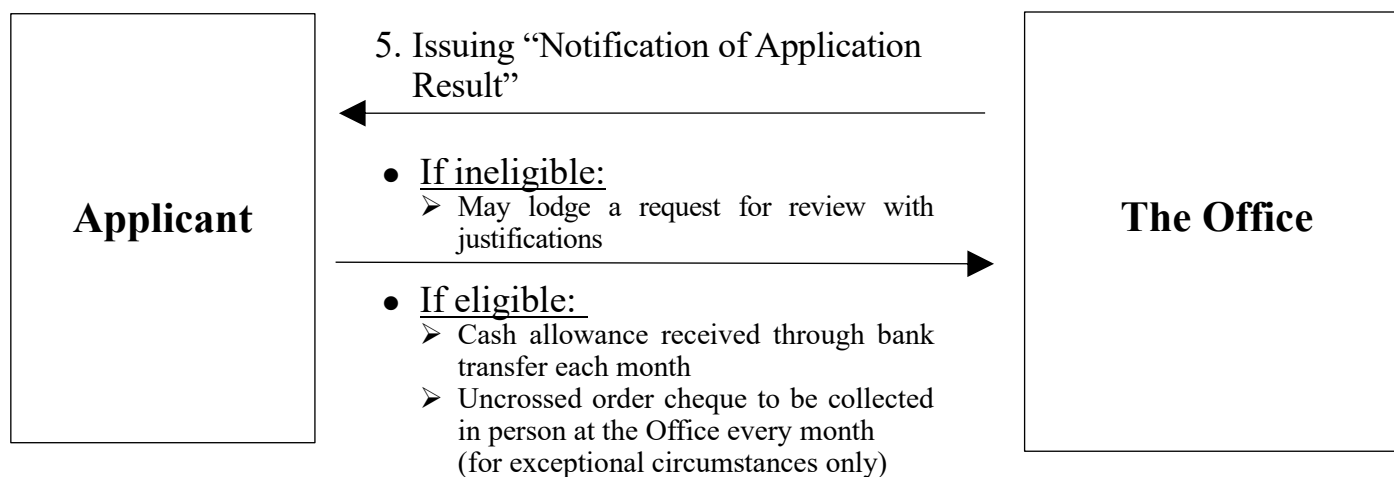 5. Issuing “Notification of Application
Result”
Applicant
● If ineligible:
➢ May lodge a request for review with
justifications
The Office
● If eligible:
➢ Cash allowance received through bank
transfer each month
➢ Uncrossed order cheque to be collected
in person at the Office every month
(for exceptional circumstances only)